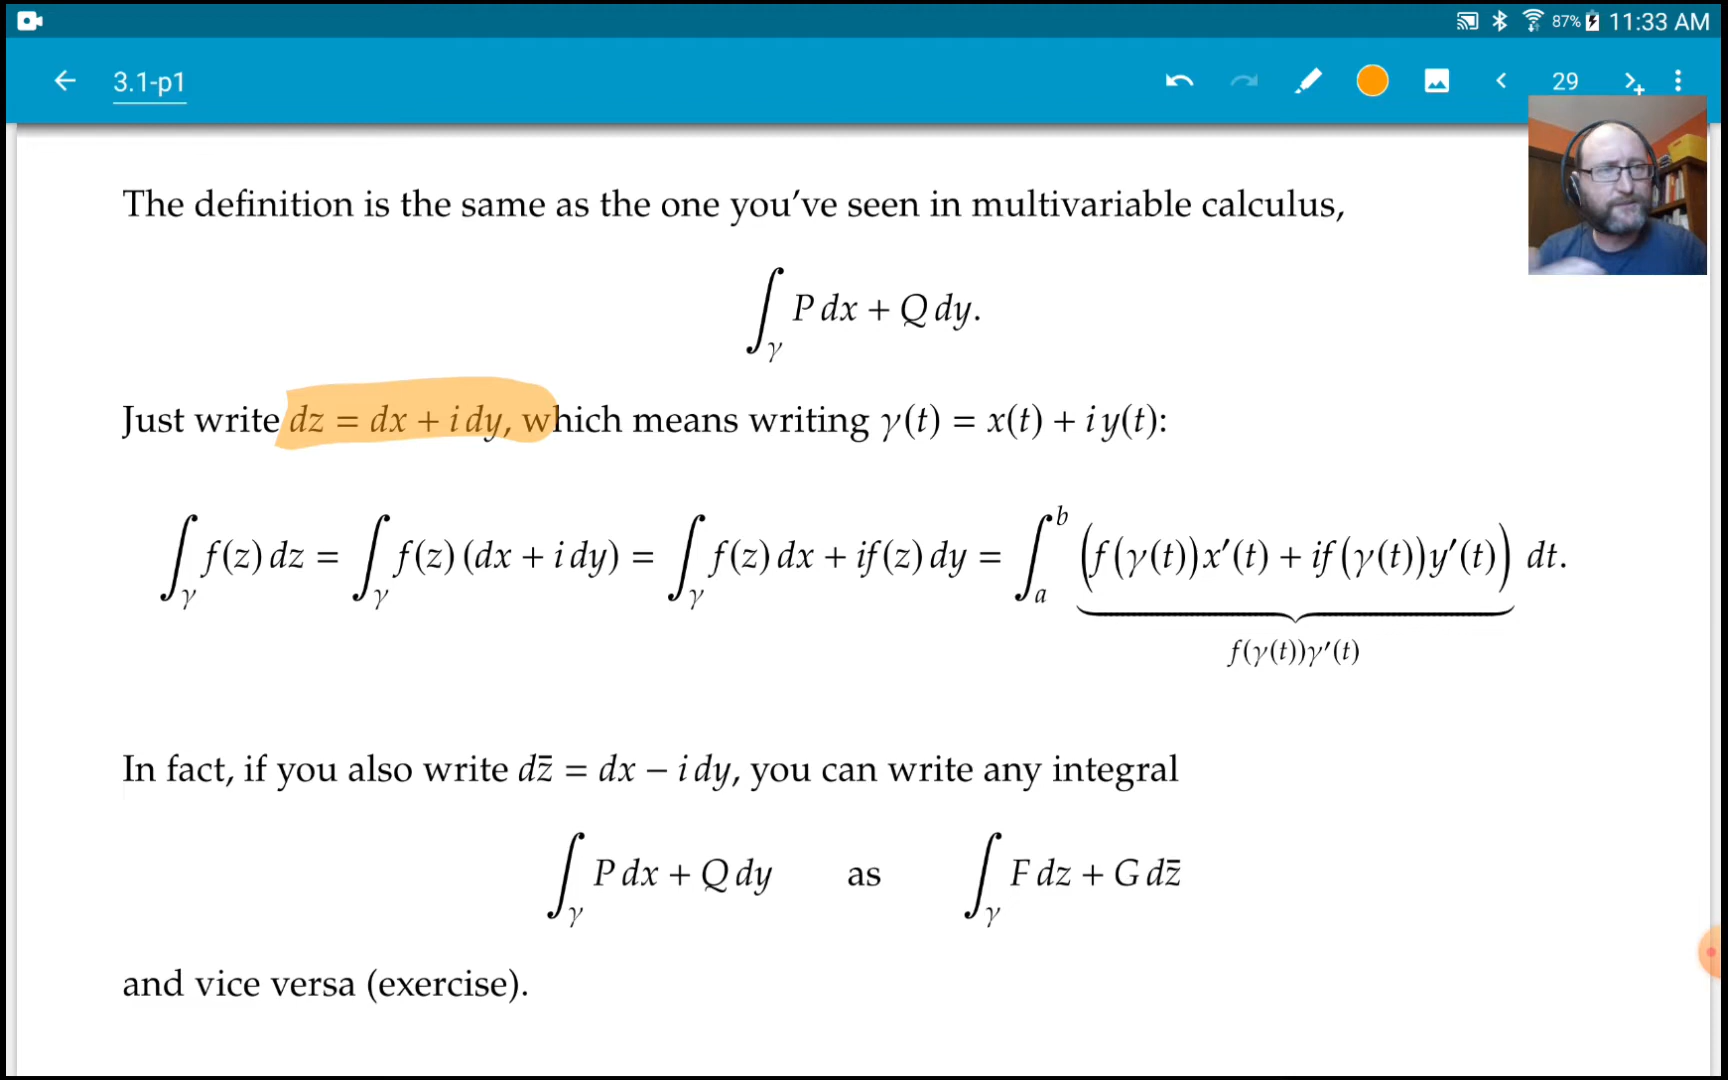 87% 11:33 AM
3.1-p1 29
The definition is the same as the one you've seen in multivariable calculus,
∫_γ P dx + Q dy.
Just write dz = dx + i dy, which means writing γ(t) = x(t) + i y(t):
∫_γ f(z) dz = ∫_γ f(z) (dx + i dy) = ∫_γ f(z) dx + if(z) dy = ∫_a^b (f(γ(t))x′(t) + if(γ(t))y′(t)) dt.
f(γ(t))γ′(t)
In fact, if you also write dz̄ = dx − i dy, you can write any integral
∫_γ P dx + Q dy as ∫_γ F dz + G dz̄
and vice versa (exercise).